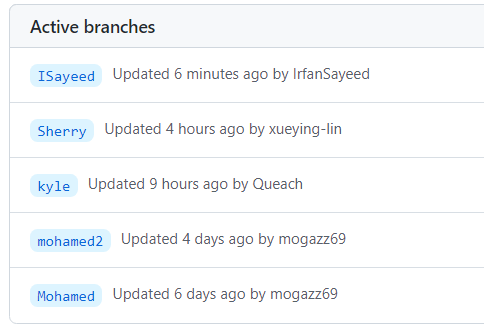 Active branches
ISayeed Updated 6 minutes ago by IrfanSayeed
Sherry Updated 4 hours ago by xueying-lin
kyle Updated 9 hours ago by Queach
mohamed2 Updated 4 days ago by mogazz69
Mohamed Updated 6 days ago by mogazz69